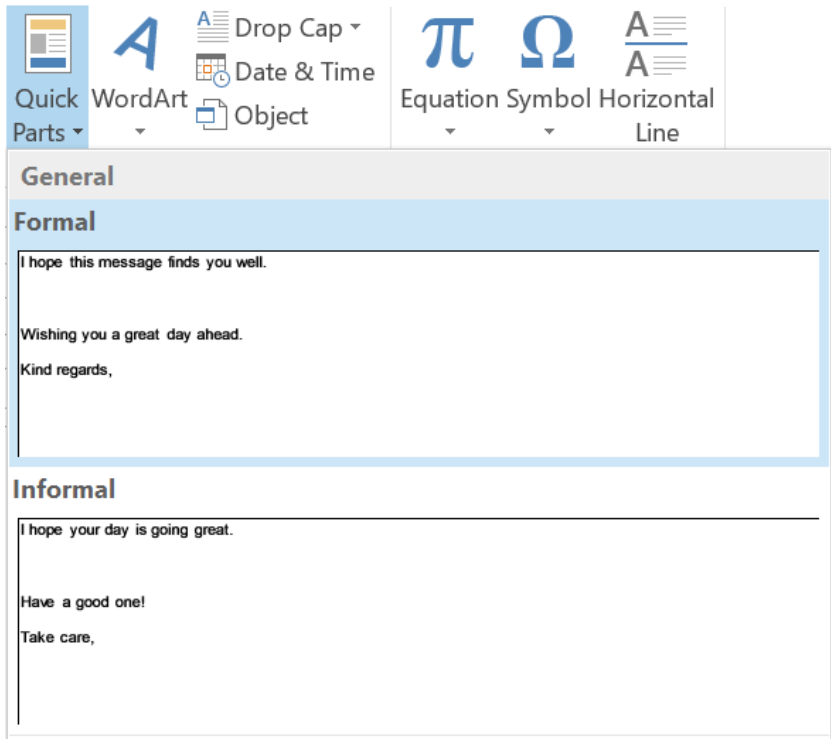 Quick
Parts
WordArt
Drop Cap
Date & Time
Object
Equation
Symbol
Horizontal
Line
General
Formal
I hope this message finds you well.
Wishing you a great day ahead.
Kind regards,
Informal
I hope your day is going great.
Have a good one!
Take care,